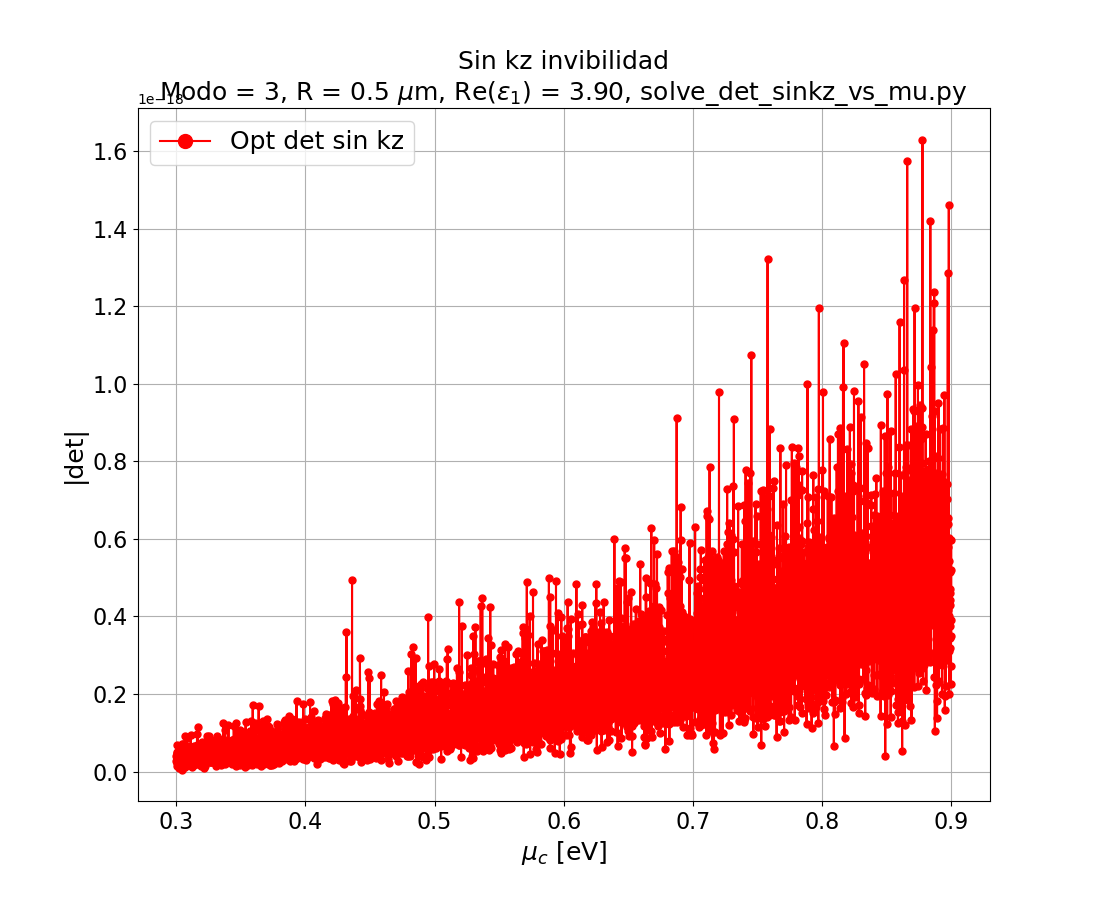 Sin kz invibilidad
Modo = 3, R = 0.5 μm, Re(ε₁) = 3.90, solve_det_sinkz_vs_mu.py
1e−18
Opt det sin kz
1.6
1.4
1.2
1.0
0.8
0.6
0.4
0.2
0.0
|det|
0.3 0.4 0.5 0.6 0.7 0.8 0.9
μ_c [eV]